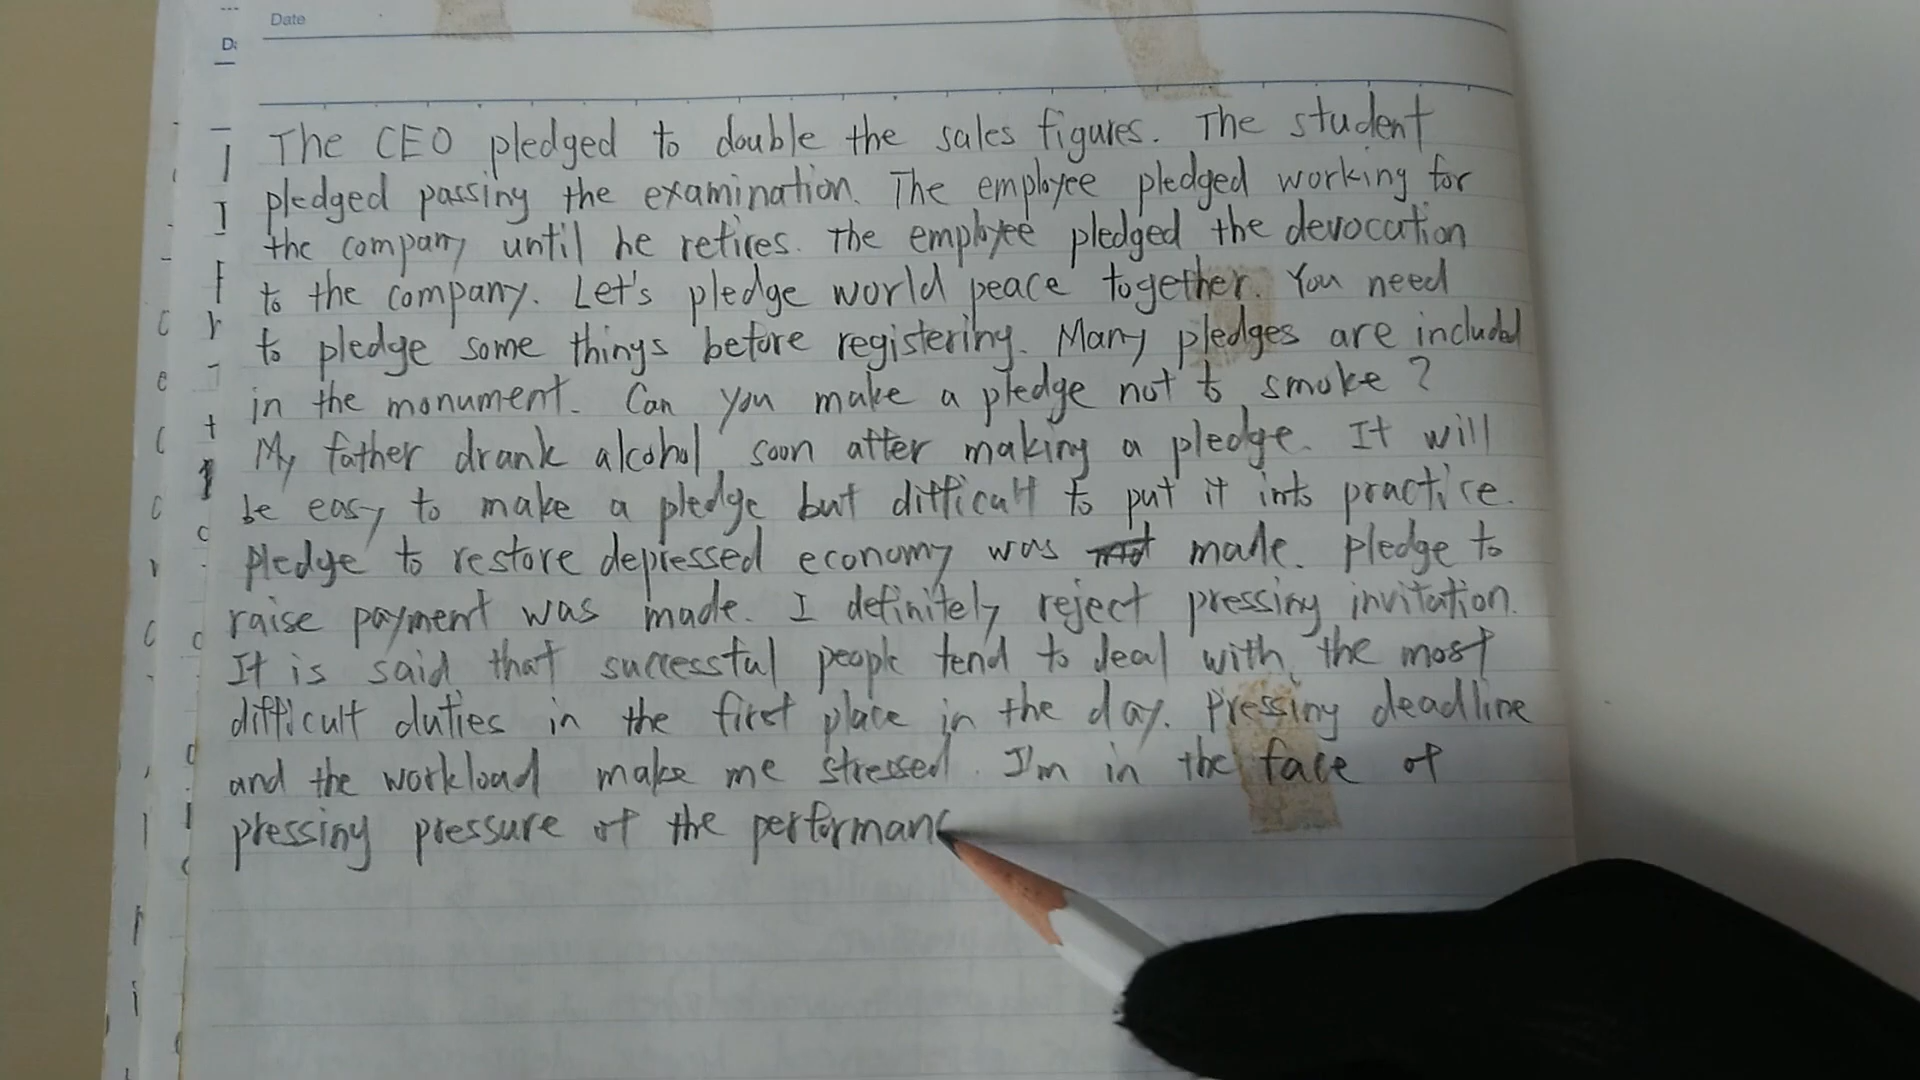 Date
The CEO pledged to double the sales figures. The student
pledged passing the examination. The employee pledged working for
the company until he retires. The employee pledged the devocation
to the company. Let's pledge world peace together. You need
to pledge some things before registering. Many pledges are included
in the monument. Can you make a pledge not to smoke?
My father drank alcohol soon after making a pledge. It will
be easy to make a pledge but difficult to put it into practice.
Pledge to restore depressed economy was made. Pledge to
raise payment was made. I definitely reject pressing invitation.
It is said that successful people tend to deal with the most
difficult duties in the first place in the day. Pressing deadline
and the workload make me stressed. I'm in the face of
pressing pressure of the performanc